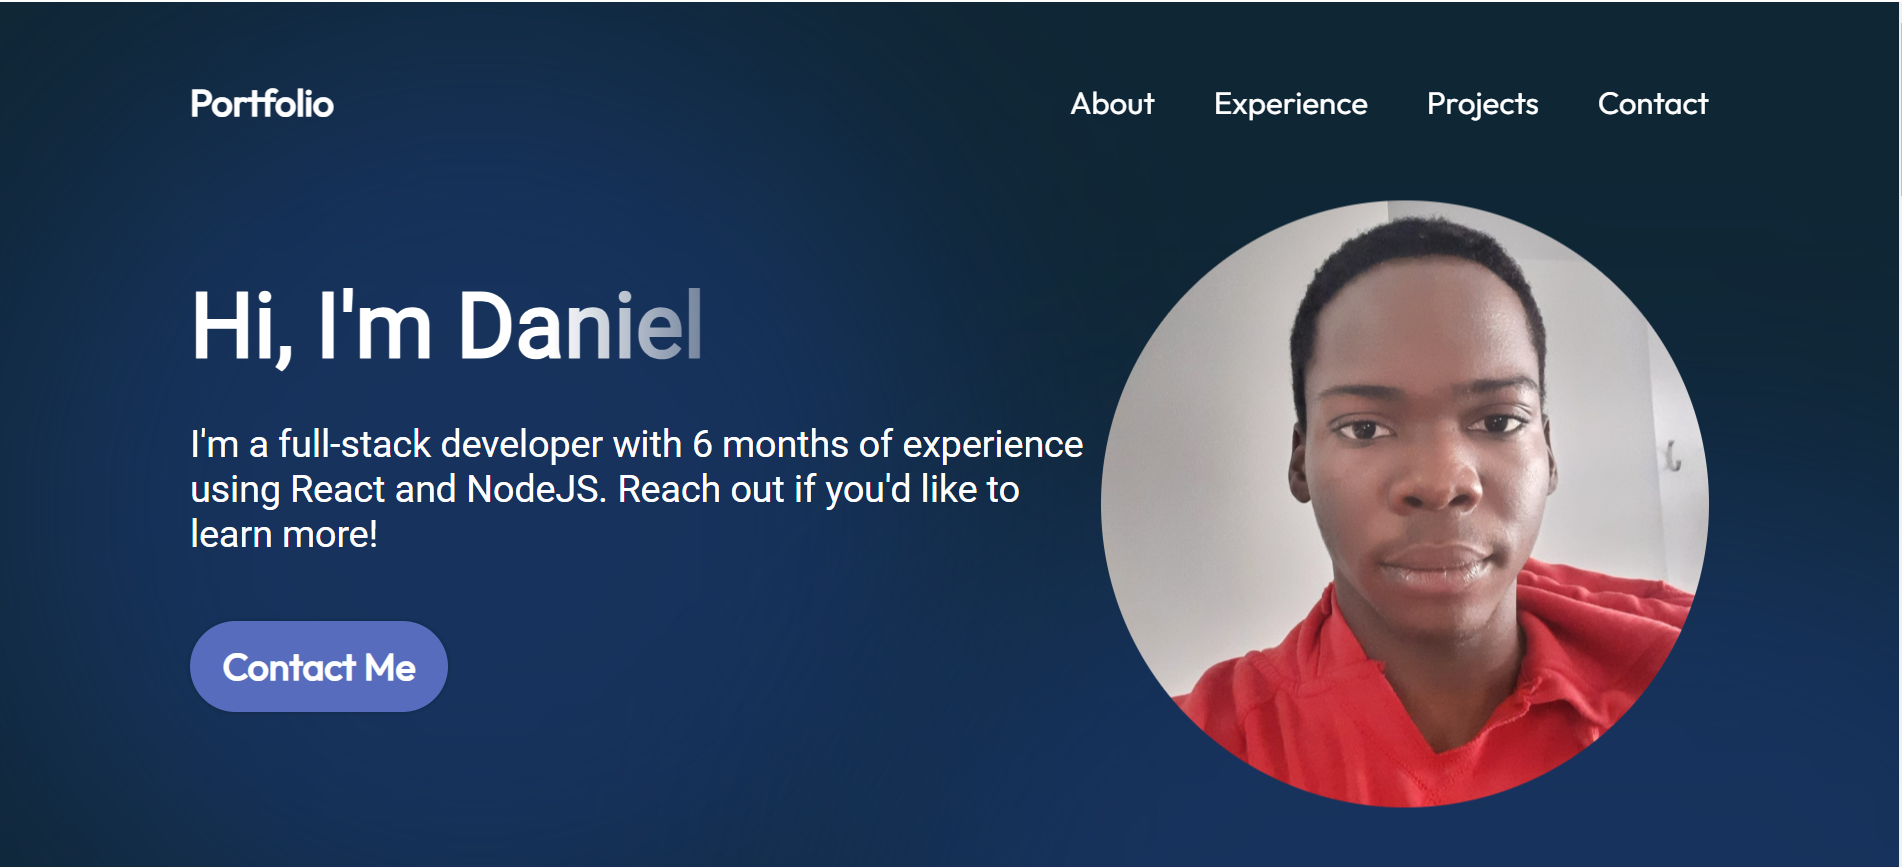 Portfolio
About Experience Projects Contact
Hi, I'm Daniel
I'm a full-stack developer with 6 months of experience
using React and NodeJS. Reach out if you'd like to
learn more!
Contact Me